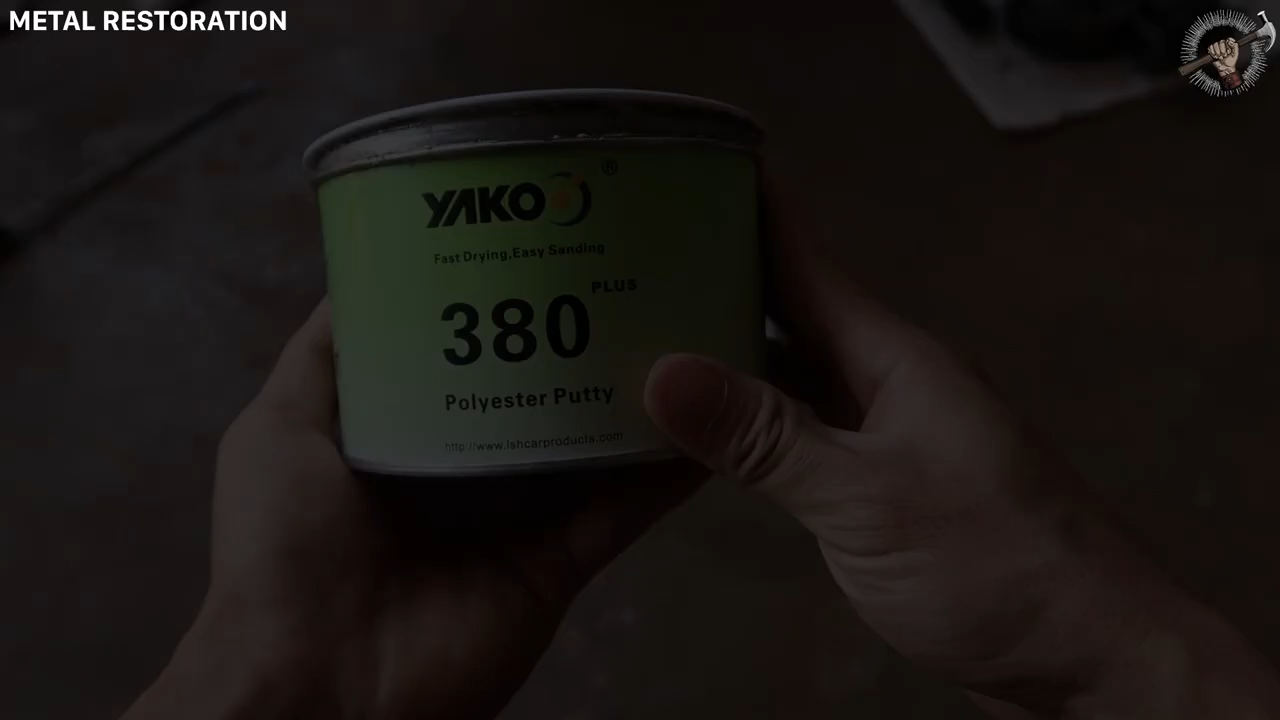 METAL RESTORATION
YAKO
®
Fast Drying,Easy Sanding
380 PLUS
Polyester Putty
http://www.lshcarproducts.com